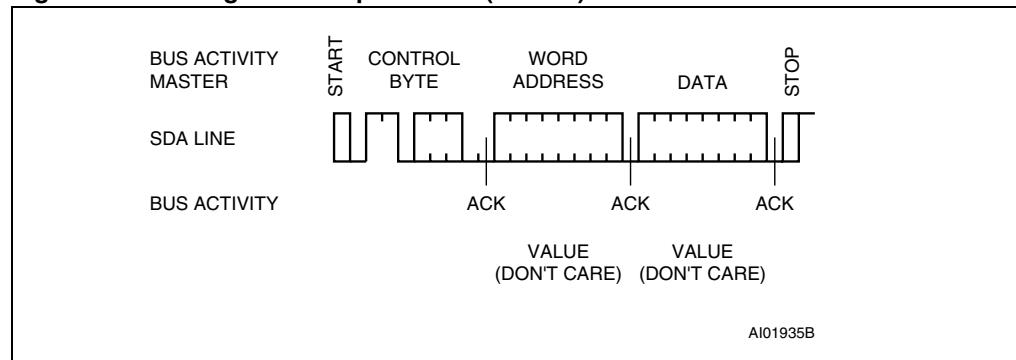 BUS ACTIVITY
MASTER
START
CONTROL
BYTE
WORD
ADDRESS
DATA
STOP
SDA LINE
BUS ACTIVITY
ACK
ACK
ACK
VALUE
(DON'T CARE)
VALUE
(DON'T CARE)
AI01935B